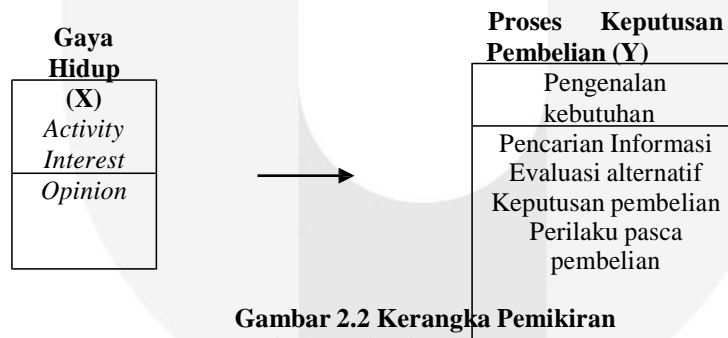 Gaya
Hidup
(X)
Activity
Interest
Opinion
Proses Keputusan
Pembelian (Y)
Pengenalan
kebutuhan
Pencarian Informasi
Evaluasi alternatif
Keputusan pembelian
Perilaku pasca
pembelian
Gambar 2.2 Kerangka Pemikiran